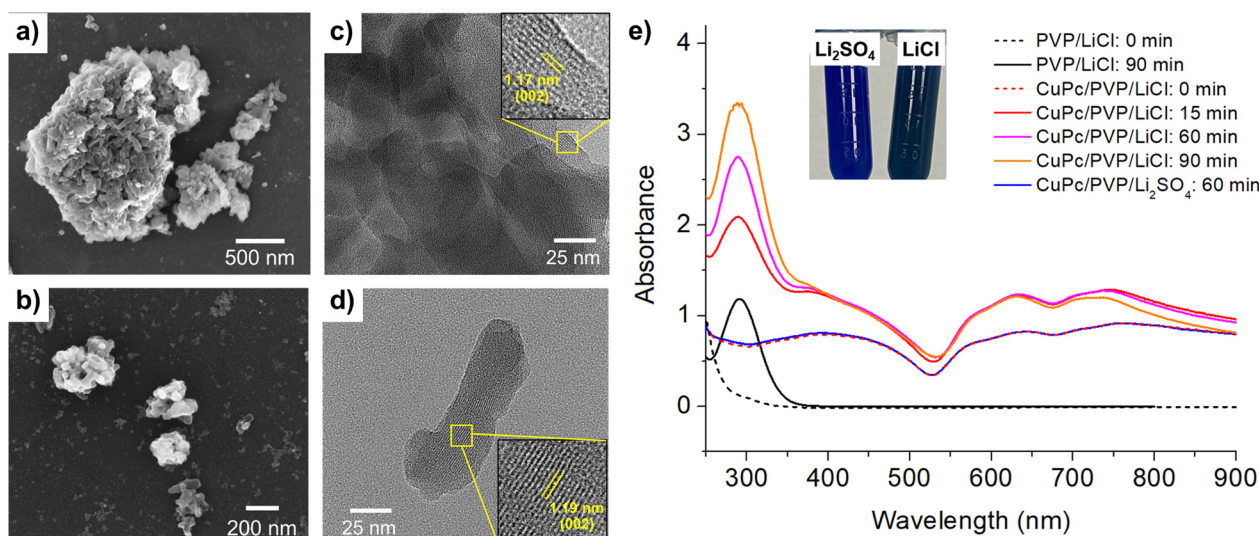 a)
500 nm
b)
200 nm
c)
1.17 nm
(002)
25 nm
d)
1.19 nm
(002)
25 nm
e)
Li₂SO₄ LiCl
PVP/LiCl: 0 min
PVP/LiCl: 90 min
CuPc/PVP/LiCl: 0 min
CuPc/PVP/LiCl: 15 min
CuPc/PVP/LiCl: 60 min
CuPc/PVP/LiCl: 90 min
CuPc/PVP/Li₂SO₄: 60 min
Absorbance
4
3
2
1
0
300 400 500 600 700 800 900
Wavelength (nm)